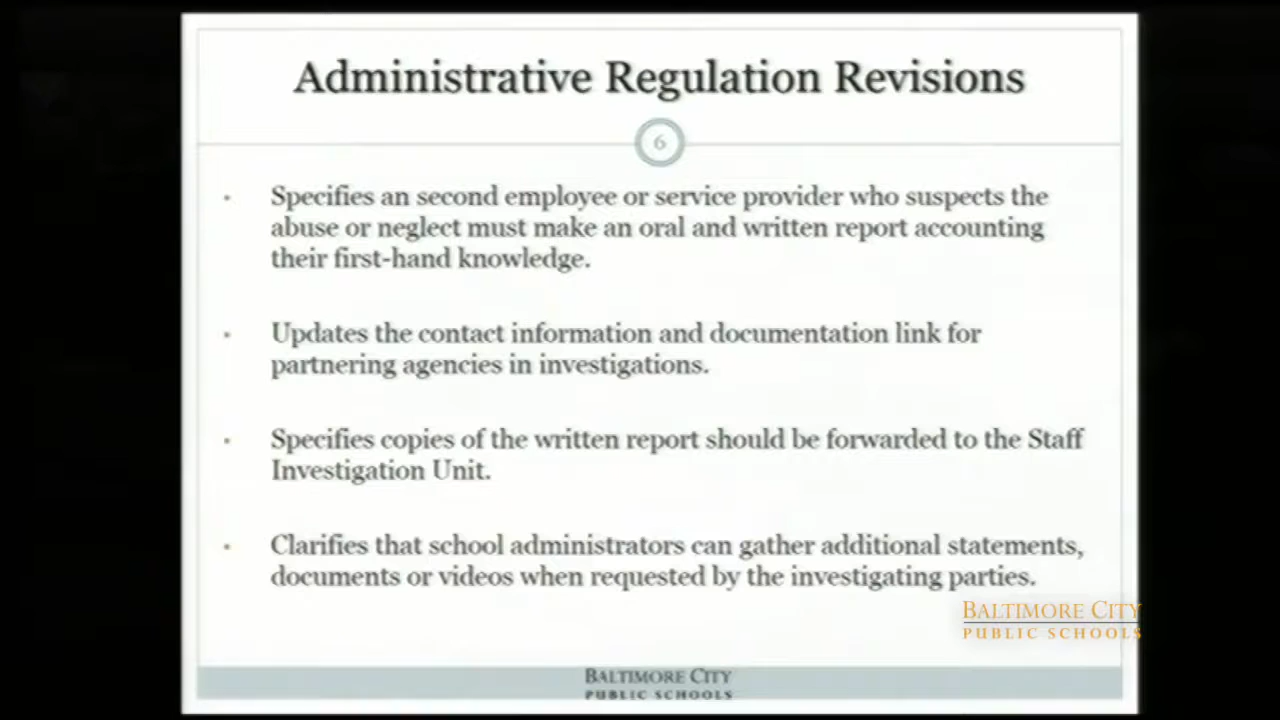 Administrative Regulation Revisions
6
• Specifies an second employee or service provider who suspects the
abuse or neglect must make an oral and written report accounting
their first-hand knowledge.
• Updates the contact information and documentation link for
partnering agencies in investigations.
• Specifies copies of the written report should be forwarded to the Staff
Investigation Unit.
• Clarifies that school administrators can gather additional statements,
documents or videos when requested by the investigating parties.
BALTIMORE CITY
PUBLIC SCHOOLS
BALTIMORE CITY
PUBLIC SCHOOLS